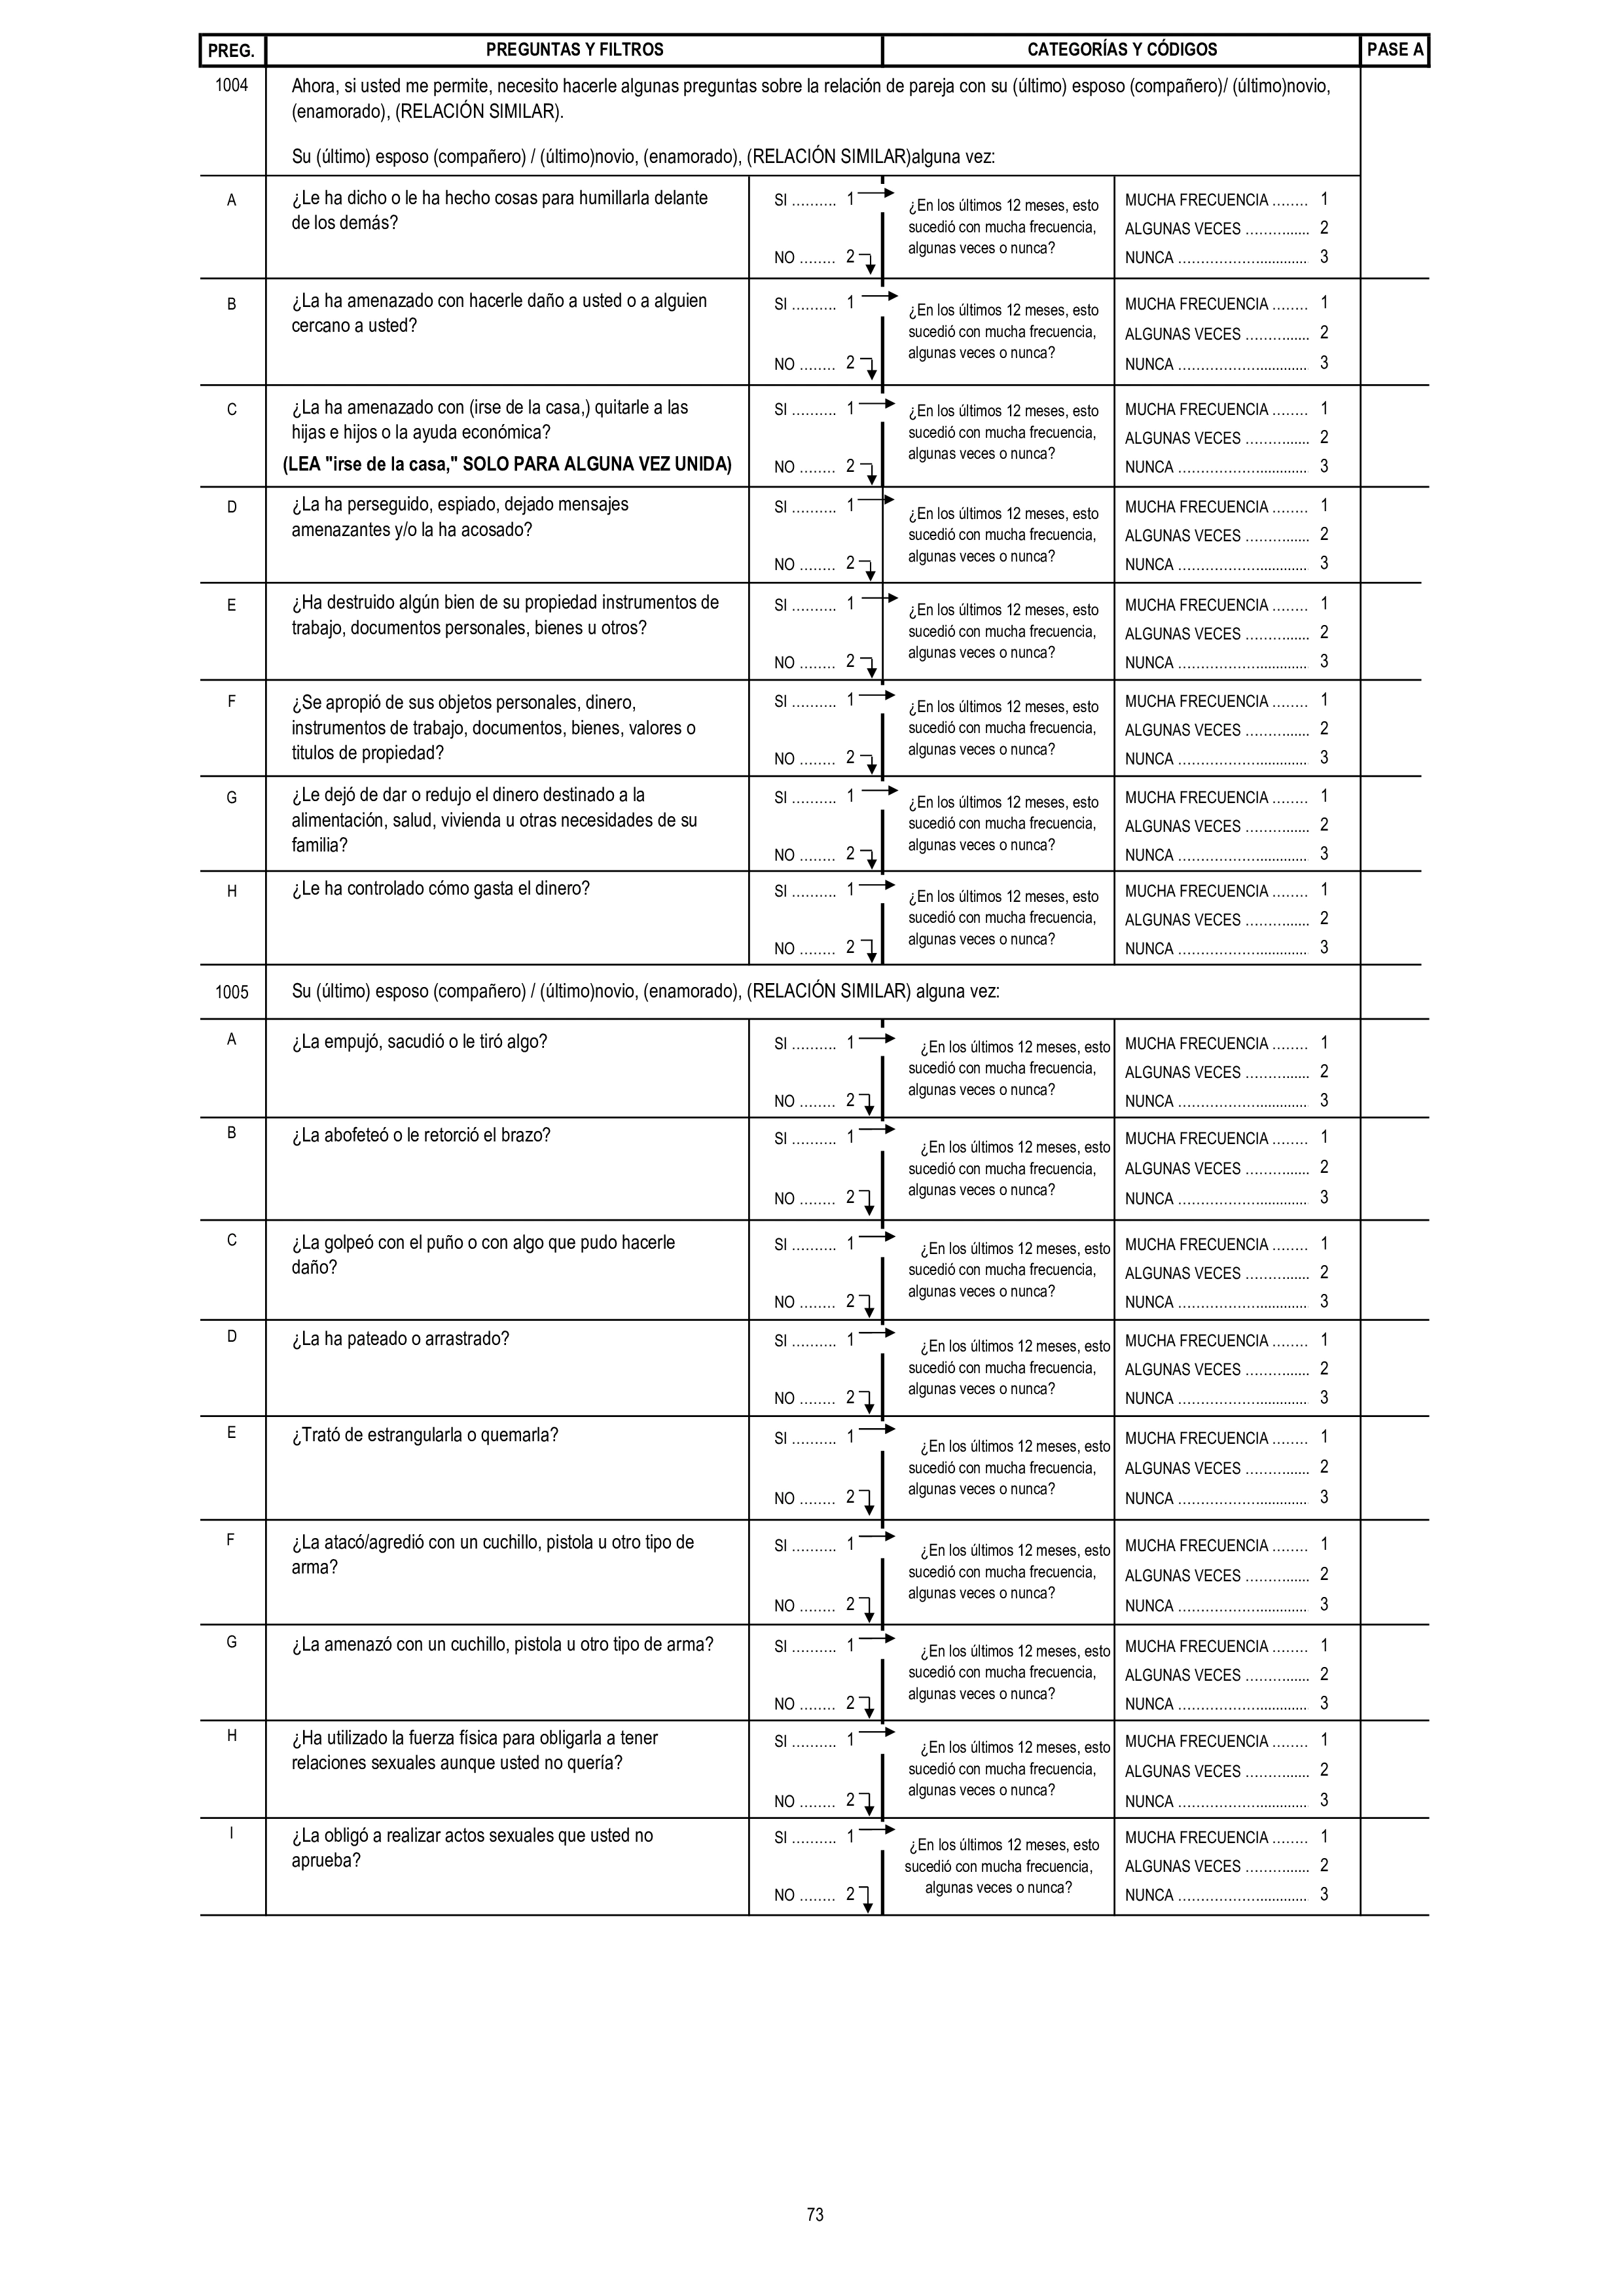 PREG. PREGUNTAS Y FILTROS CATEGORÍAS Y CÓDIGOS PASE A
1004 Ahora, si usted me permite, necesito hacerle algunas preguntas sobre la relación de pareja con su (último) esposo (compañero)/ (último)novio,
(enamorado), (RELACIÓN SIMILAR).
Su (último) esposo (compañero) / (último)novio, (enamorado), (RELACIÓN SIMILAR)alguna vez:
A ¿Le ha dicho o le ha hecho cosas para humillarla delante
de los demás?
SI .......... 1
NO ........ 2
¿En los últimos 12 meses, esto
sucedió con mucha frecuencia,
algunas veces o nunca?
MUCHA FRECUENCIA ........ 1
ALGUNAS VECES .............. 2
NUNCA ............................. 3
B ¿La ha amenazado con hacerle daño a usted o a alguien
cercano a usted?
SI .......... 1
NO ........ 2
¿En los últimos 12 meses, esto
sucedió con mucha frecuencia,
algunas veces o nunca?
MUCHA FRECUENCIA ........ 1
ALGUNAS VECES .............. 2
NUNCA ............................. 3
C ¿La ha amenazado con (irse de la casa,) quitarle a las
hijas e hijos o la ayuda económica?
(LEA "irse de la casa," SOLO PARA ALGUNA VEZ UNIDA)
SI .......... 1
NO ........ 2
¿En los últimos 12 meses, esto
sucedió con mucha frecuencia,
algunas veces o nunca?
MUCHA FRECUENCIA ........ 1
ALGUNAS VECES .............. 2
NUNCA ............................. 3
D ¿La ha perseguido, espiado, dejado mensajes
amenazantes y/o la ha acosado?
SI .......... 1
NO ........ 2
¿En los últimos 12 meses, esto
sucedió con mucha frecuencia,
algunas veces o nunca?
MUCHA FRECUENCIA ........ 1
ALGUNAS VECES .............. 2
NUNCA ............................. 3
E ¿Ha destruido algún bien de su propiedad instrumentos de
trabajo, documentos personales, bienes u otros?
SI .......... 1
NO ........ 2
¿En los últimos 12 meses, esto
sucedió con mucha frecuencia,
algunas veces o nunca?
MUCHA FRECUENCIA ........ 1
ALGUNAS VECES .............. 2
NUNCA ............................. 3
F ¿Se apropió de sus objetos personales, dinero,
instrumentos de trabajo, documentos, bienes, valores o
titulos de propiedad?
SI .......... 1
NO ........ 2
¿En los últimos 12 meses, esto
sucedió con mucha frecuencia,
algunas veces o nunca?
MUCHA FRECUENCIA ........ 1
ALGUNAS VECES .............. 2
NUNCA ............................. 3
G ¿Le dejó de dar o redujo el dinero destinado a la
alimentación, salud, vivienda u otras necesidades de su
familia?
SI .......... 1
NO ........ 2
¿En los últimos 12 meses, esto
sucedió con mucha frecuencia,
algunas veces o nunca?
MUCHA FRECUENCIA ........ 1
ALGUNAS VECES .............. 2
NUNCA ............................. 3
H ¿Le ha controlado cómo gasta el dinero?
SI .......... 1
NO ........ 2
¿En los últimos 12 meses, esto
sucedió con mucha frecuencia,
algunas veces o nunca?
MUCHA FRECUENCIA ........ 1
ALGUNAS VECES .............. 2
NUNCA ............................. 3
1005 Su (último) esposo (compañero) / (último)novio, (enamorado), (RELACIÓN SIMILAR) alguna vez:
A ¿La empujó, sacudió o le tiró algo?
SI .......... 1
NO ........ 2
¿En los últimos 12 meses, esto
sucedió con mucha frecuencia,
algunas veces o nunca?
MUCHA FRECUENCIA ........ 1
ALGUNAS VECES .............. 2
NUNCA ............................. 3
B ¿La abofeteó o le retorció el brazo?
SI .......... 1
NO ........ 2
¿En los últimos 12 meses, esto
sucedió con mucha frecuencia,
algunas veces o nunca?
MUCHA FRECUENCIA ........ 1
ALGUNAS VECES .............. 2
NUNCA ............................. 3
C ¿La golpeó con el puño o con algo que pudo hacerle
daño?
SI .......... 1
NO ........ 2
¿En los últimos 12 meses, esto
sucedió con mucha frecuencia,
algunas veces o nunca?
MUCHA FRECUENCIA ........ 1
ALGUNAS VECES .............. 2
NUNCA ............................. 3
D ¿La ha pateado o arrastrado?
SI .......... 1
NO ........ 2
¿En los últimos 12 meses, esto
sucedió con mucha frecuencia,
algunas veces o nunca?
MUCHA FRECUENCIA ........ 1
ALGUNAS VECES .............. 2
NUNCA ............................. 3
E ¿Trató de estrangularla o quemarla?
SI .......... 1
NO ........ 2
¿En los últimos 12 meses, esto
sucedió con mucha frecuencia,
algunas veces o nunca?
MUCHA FRECUENCIA ........ 1
ALGUNAS VECES .............. 2
NUNCA ............................. 3
F ¿La atacó/agredió con un cuchillo, pistola u otro tipo de
arma?
SI .......... 1
NO ........ 2
¿En los últimos 12 meses, esto
sucedió con mucha frecuencia,
algunas veces o nunca?
MUCHA FRECUENCIA ........ 1
ALGUNAS VECES .............. 2
NUNCA ............................. 3
G ¿La amenazó con un cuchillo, pistola u otro tipo de arma?
SI .......... 1
NO ........ 2
¿En los últimos 12 meses, esto
sucedió con mucha frecuencia,
algunas veces o nunca?
MUCHA FRECUENCIA ........ 1
ALGUNAS VECES .............. 2
NUNCA ............................. 3
H ¿Ha utilizado la fuerza física para obligarla a tener
relaciones sexuales aunque usted no quería?
SI .......... 1
NO ........ 2
¿En los últimos 12 meses, esto
sucedió con mucha frecuencia,
algunas veces o nunca?
MUCHA FRECUENCIA ........ 1
ALGUNAS VECES .............. 2
NUNCA ............................. 3
I ¿La obligó a realizar actos sexuales que usted no
aprueba?
SI .......... 1
NO ........ 2
¿En los últimos 12 meses, esto
sucedió con mucha frecuencia,
algunas veces o nunca?
MUCHA FRECUENCIA ........ 1
ALGUNAS VECES .............. 2
NUNCA ............................. 3
73